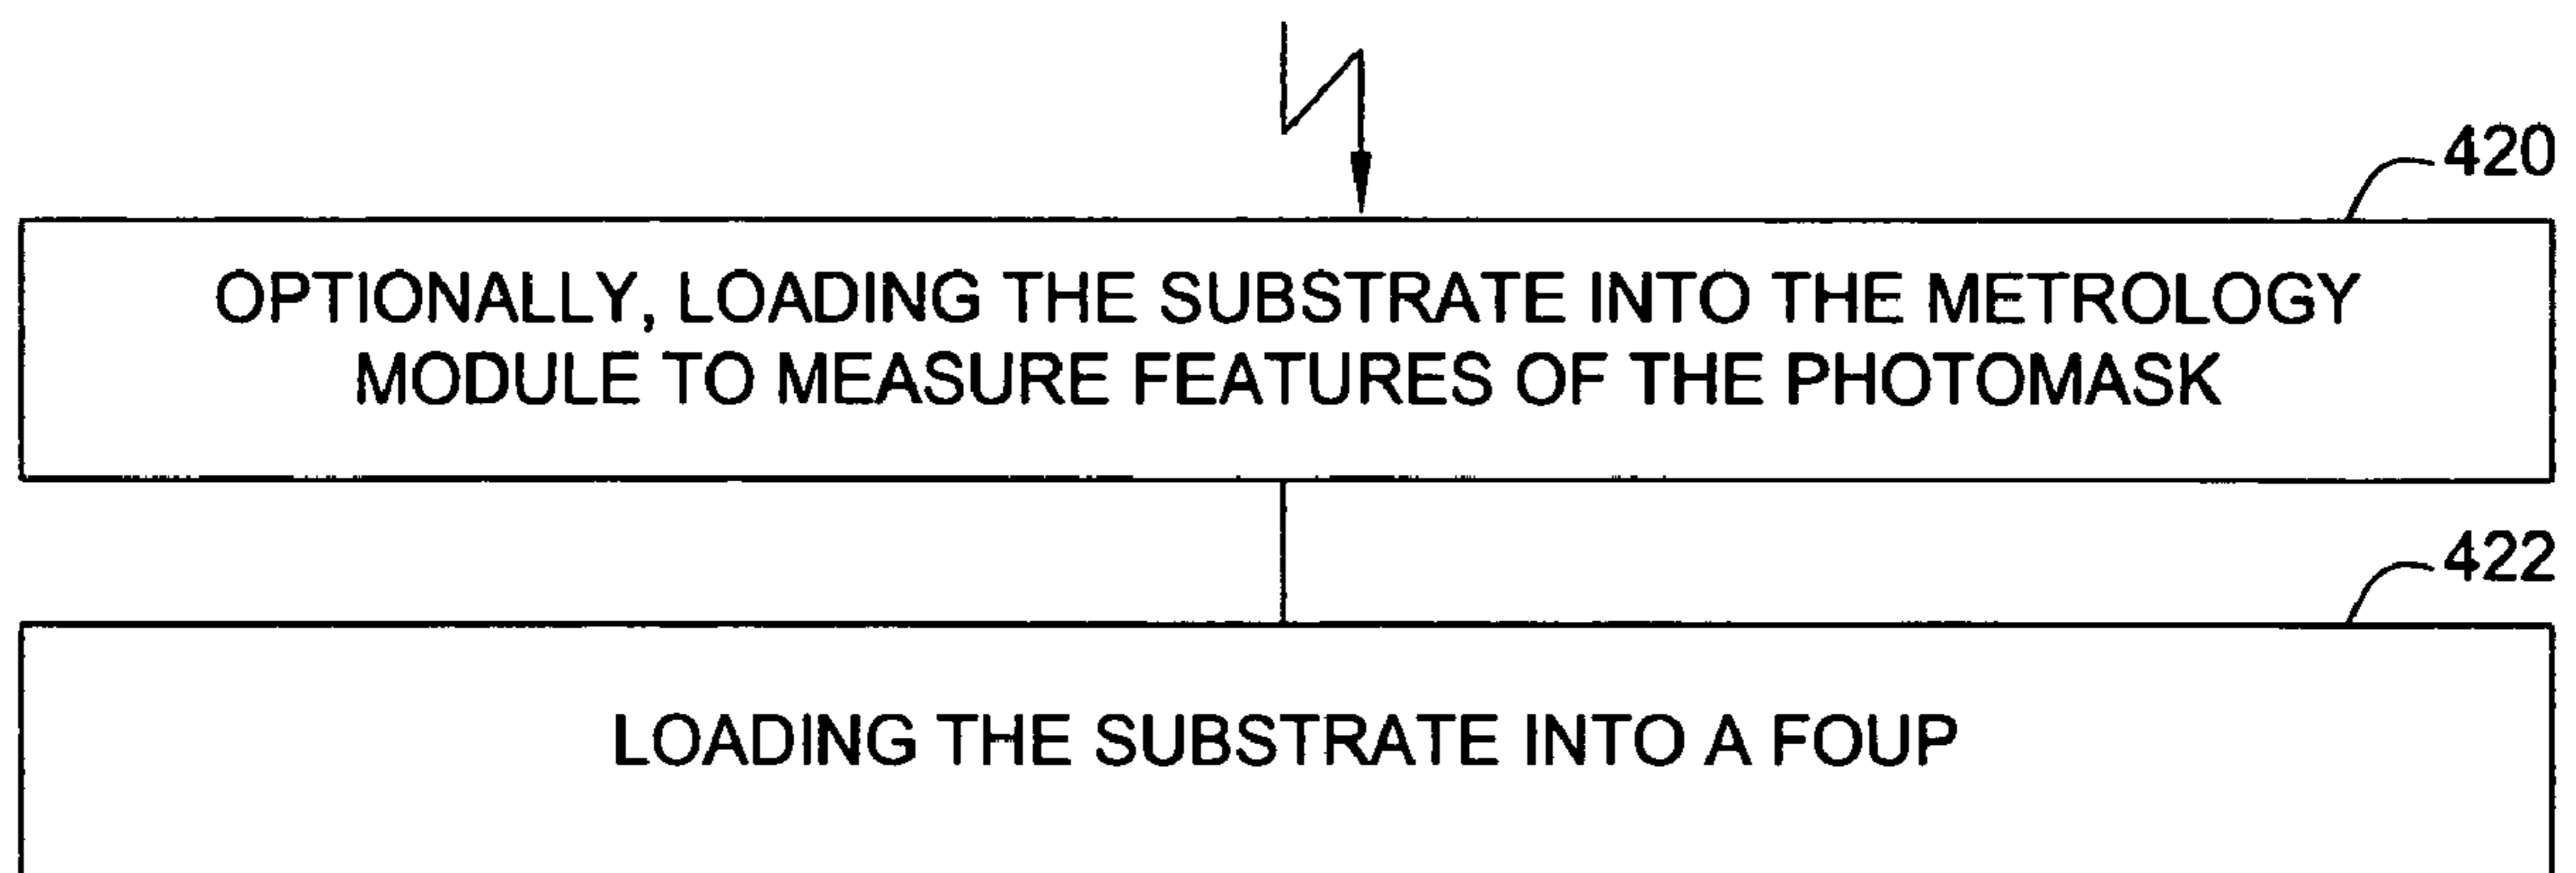 420
OPTIONALLY, LOADING THE SUBSTRATE INTO THE METROLOGY
MODULE TO MEASURE FEATURES OF THE PHOTOMASK
422
LOADING THE SUBSTRATE INTO A FOUP